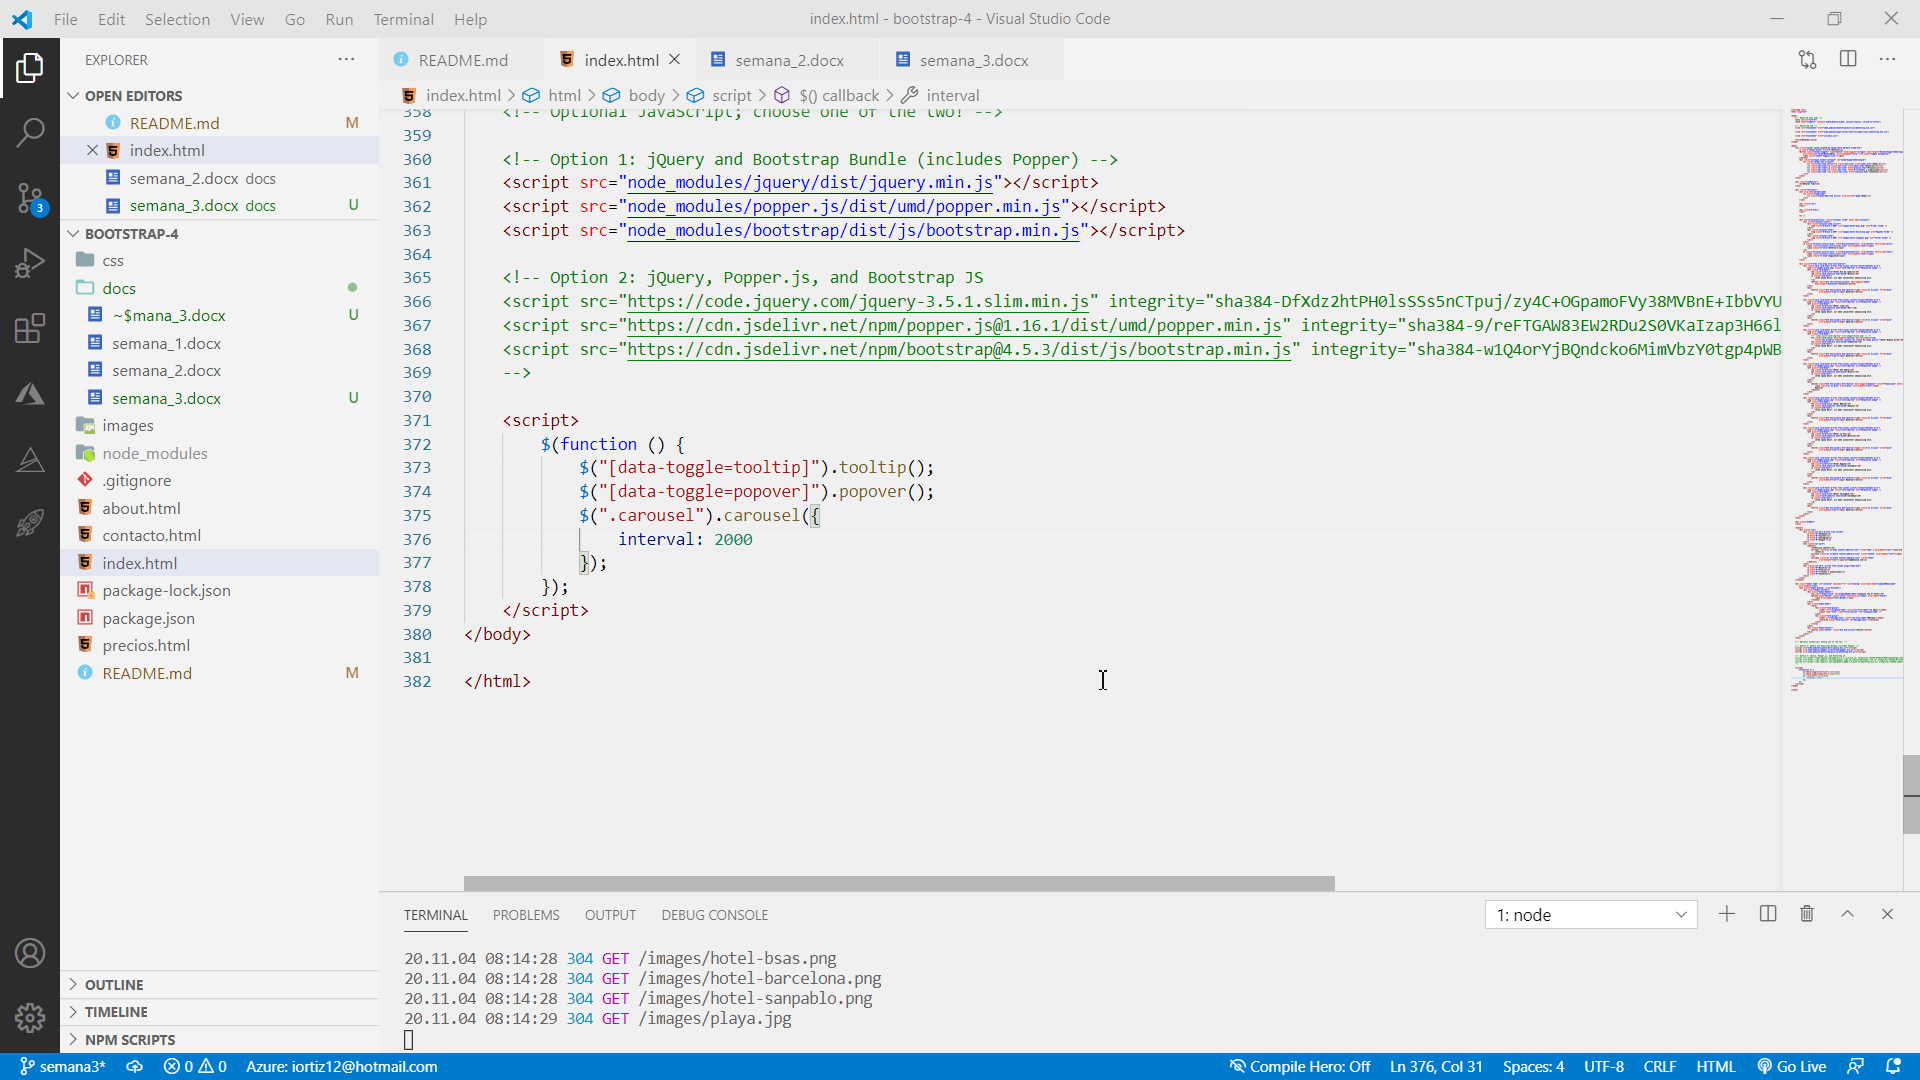 File Edit Selection View Go Run Terminal Help
index.html - bootstrap-4 - Visual Studio Code
EXPLORER
OPEN EDITORS
README.md M
index.html
semana_2.docx docs
semana_3.docx docs U
BOOTSTRAP-4
css
docs
~$mana_3.docx U
semana_1.docx
semana_2.docx
semana_3.docx U
images
node_modules
.gitignore
about.html
contacto.html
index.html
package-lock.json
package.json
precios.html
README.md M
OUTLINE
TIMELINE
NPM SCRIPTS
3
README.md index.html semana_2.docx semana_3.docx
index.html html body script $() callback interval
358 <!-- Optional JavaScript; choose one of the two! -->
359
360 <!-- Option 1: jQuery and Bootstrap Bundle (includes Popper) -->
361 <script src="node_modules/jquery/dist/jquery.min.js"></script>
362 <script src="node_modules/popper.js/dist/umd/popper.min.js"></script>
363 <script src="node_modules/bootstrap/dist/js/bootstrap.min.js"></script>
364
365 <!-- Option 2: jQuery, Popper.js, and Bootstrap JS
366 <script src="https://code.jquery.com/jquery-3.5.1.slim.min.js" integrity="sha384-DfXdz2htPH0lsSSs5nCTpuj/zy4C+OGpamoFVy38MVBnE+IbbVYU
367 <script src="https://cdn.jsdelivr.net/npm/popper.js@1.16.1/dist/umd/popper.min.js" integrity="sha384-9/reFTGAW83EW2RDu2S0VKaIzap3H66l
368 <script src="https://cdn.jsdelivr.net/npm/bootstrap@4.5.3/dist/js/bootstrap.min.js" integrity="sha384-w1Q4orYjBQndcko6MimVbzY0tgp4pWB
369 -->
370
371 <script>
372 $(function () {
373 $("[data-toggle=tooltip]").tooltip();
374 $("[data-toggle=popover]").popover();
375 $(".carousel").carousel({
376 interval: 2000
377 });
378 });
379 </script>
380 </body>
381
382 </html>
TERMINAL PROBLEMS OUTPUT DEBUG CONSOLE
1: node
20.11.04 08:14:28 304 GET /images/hotel-bsas.png
20.11.04 08:14:28 304 GET /images/hotel-barcelona.png
20.11.04 08:14:28 304 GET /images/hotel-sanpablo.png
20.11.04 08:14:29 304 GET /images/playa.jpg
semana3* 0 0 Azure: iortiz12@hotmail.com
Compile Hero: Off Ln 376, Col 31 Spaces: 4 UTF-8 CRLF HTML Go Live